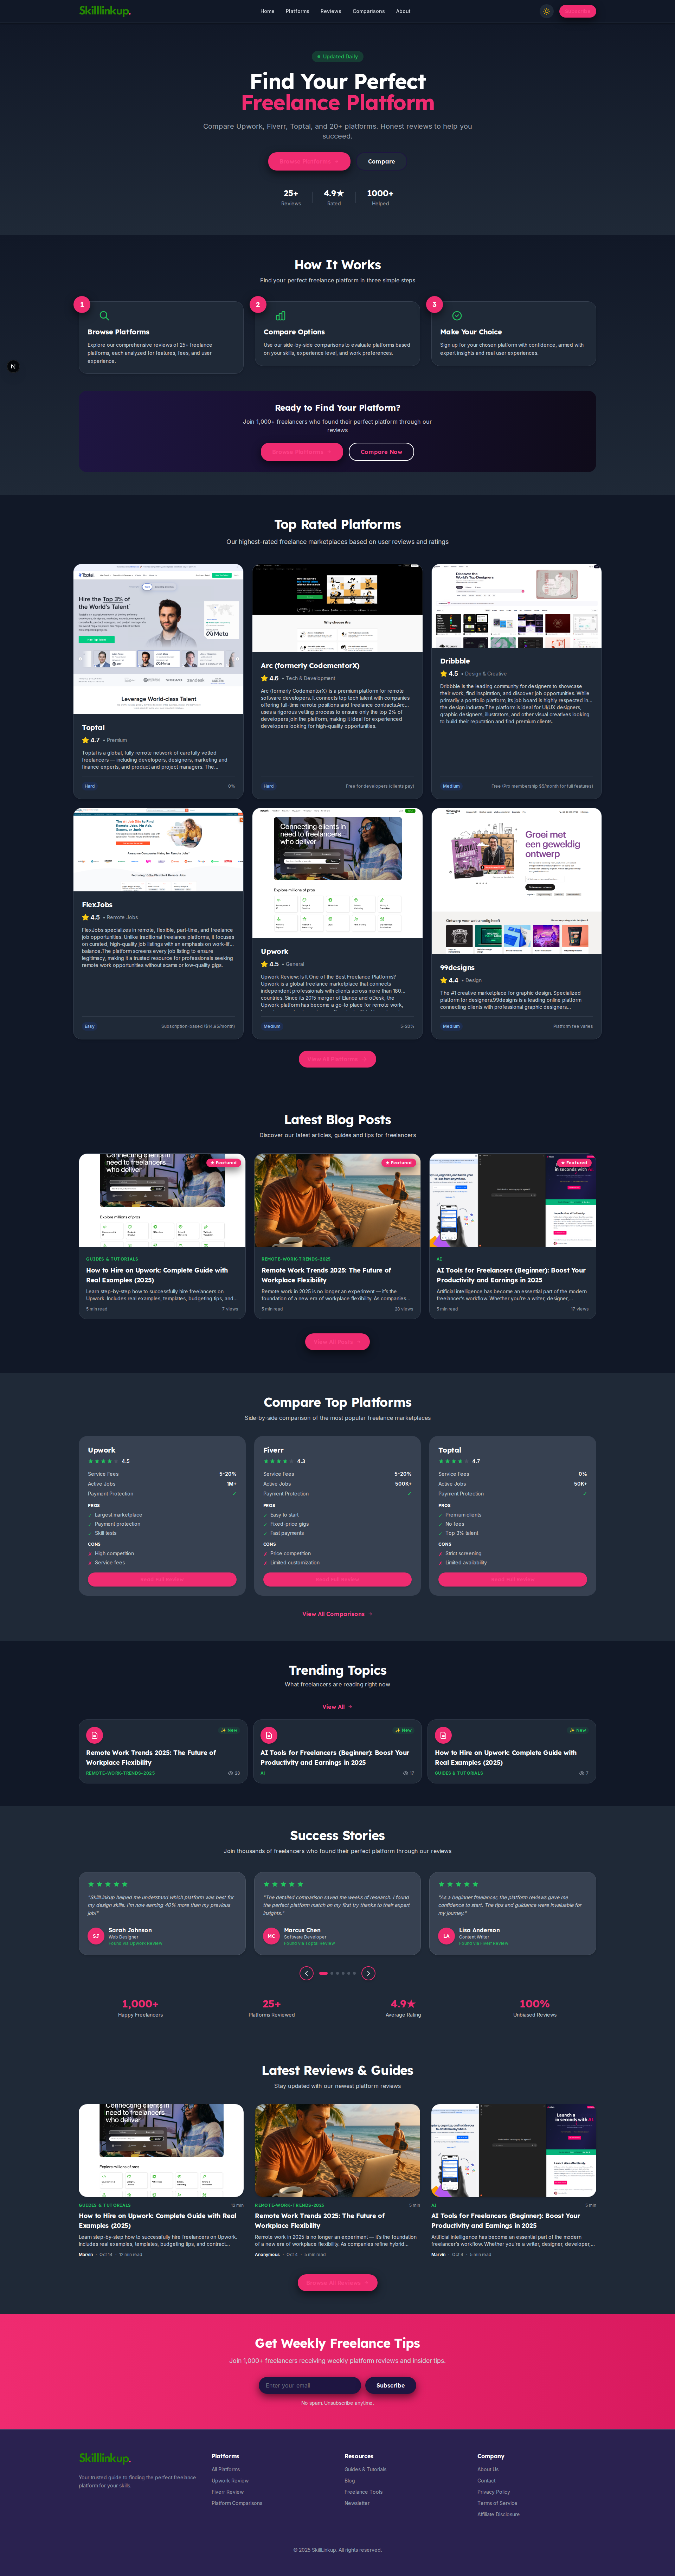 Skilllinkup.
Home
Platforms
Reviews
Comparisons
About
Updated Daily
Find Your Perfect
Freelance Platform
Compare Upwork, Fiverr, Toptal, and 20+ platforms. Honest reviews to help you
succeed.
Browse Platforms
Compare
25+
4.9★
1000+
Reviews
Rated
Helped
How It Works
Find your perfect freelance platform in three simple steps
1
Browse Platforms
Explore our comprehensive reviews of 25+ freelance
platforms, each analyzed for features, fees, and user
experience.
2
Compare Options
Use our side-by-side comparisons to evaluate platforms based
on your skills, experience level, and work preferences.
3
Make Your Choice
Sign up for your chosen platform with confidence, armed with
expert insights and real user experiences.
Ready to Find Your Platform?
Join 1,000+ freelancers who found their perfect platform through our
reviews
Browse Platforms
Compare Now
Top Rated Platforms
Our highest-rated freelance marketplaces based on user reviews and ratings
Hire the Top 3% of
the World's Talent
Meta
Leverage World-class Talent
Toptal
4.7 • Premium
Toptal is a global, fully remote network of carefully vetted
freelancers — including developers, designers, marketing and
finance experts, and product and project managers. The...
Hard
0%
Why choose Arc
Arc (formerly CodementorX)
4.6 • Tech & Development
Arc (formerly CodementorX) is a premium platform for remote
software developers. It connects top tech talent with companies
offering full-time remote positions and freelance contracts.Arc...
uses a rigorous vetting process to ensure only the top 2% of
developers join the platform, making it ideal for experienced
developers looking for high-quality opportunities.
Hard
Free for developers (clients pay)
Discover the
World's Top Designers
Dribbble
4.5 • Design & Creative
Dribbble is the leading community for designers to showcase
their work, find inspiration, and discover job opportunities. While
primarily a portfolio platform, its job board is highly respected in...
the design industry.The platform is ideal for UI/UX designers,
graphic designers, illustrators, and other visual creatives looking
to build their reputation and find premium clients.
Medium
Free (Pro membership $5/month for full features)
FlexJobs
4.5 • Remote Jobs
FlexJobs specializes in remote, flexible, part-time, and freelance
job opportunities. Unlike traditional freelance platforms, it focuses
on curated, high-quality job listings with an emphasis on work-lif...
balance.The platform screens every job listing to ensure
legitimacy, making it a trusted resource for professionals seeking
remote work opportunities without scams or low-quality gigs.
Easy
Subscription-based ($14.95/month)
Connecting clients in
need to freelancers
who deliver
Explore millions of pros
Upwork
4.5 • General
Upwork Review: Is It One of the Best Freelance Platforms?
Upwork is a global freelance marketplace that connects
independent professionals with clients across more than 180...
countries. Since its 2015 merger of Elance and oDesk, the
Upwork platform has become a go-to place for remote work,
Medium
5-20%
Groei met
een geweldig
ontwerp
99designs
4.4 • Design
The #1 creative marketplace for graphic design. Specialized
platform for designers.99designs is a leading online platform
connecting clients with professional graphic designers...
Medium
Platform fee varies
View All Platforms
Latest Blog Posts
Discover our latest articles, guides and tips for freelancers
need to freelancers
who deliver
Explore millions of pros
★ Featured
GUIDES & TUTORIALS
How to Hire on Upwork: Complete Guide with
Real Examples (2025)
Learn step-by-step how to successfully hire freelancers on
Upwork. Includes real examples, templates, budgeting tips, and...
5 min read
7 views
★ Featured
REMOTE-WORK-TRENDS-2025
Remote Work Trends 2025: The Future of
Workplace Flexibility
Remote work in 2025 is no longer an experiment — it's the
foundation of a new era of workplace flexibility. As companies...
5 min read
28 views
★ Featured
in seconds with AI
AI
AI Tools for Freelancers (Beginner): Boost Your
Productivity and Earnings in 2025
Artificial intelligence has become an essential part of the modern
freelancer's workflow. Whether you're a writer, designer,...
5 min read
17 views
View All Posts
Compare Top Platforms
Side-by-side comparison of the most popular freelance marketplaces
Upwork
4.5
Service Fees
5-20%
Active Jobs
1M+
Payment Protection
✓
PROS
✓ Largest marketplace
✓ Payment protection
✓ Skill tests
CONS
✗ High competition
✗ Service fees
Read Full Review
Fiverr
4.3
Service Fees
5-20%
Active Jobs
500K+
Payment Protection
✓
PROS
✓ Easy to start
✓ Fixed-price gigs
✓ Fast payments
CONS
✗ Price competition
✗ Limited customization
Read Full Review
Toptal
4.7
Service Fees
0%
Active Jobs
50K+
Payment Protection
✓
PROS
✓ Premium clients
✓ No fees
✓ Top 3% talent
CONS
✗ Strict screening
✗ Limited availability
Read Full Review
View All Comparisons →
Trending Topics
What freelancers are reading right now
View All →
✨ New
Remote Work Trends 2025: The Future of
Workplace Flexibility
REMOTE-WORK-TRENDS-2025
28
✨ New
AI Tools for Freelancers (Beginner): Boost Your
Productivity and Earnings in 2025
AI
17
✨ New
How to Hire on Upwork: Complete Guide with
Real Examples (2025)
GUIDES & TUTORIALS
7
Success Stories
Join thousands of freelancers who found their perfect platform through our reviews
★★★★★
"SkillLinkup helped me understand which platform was best for
my design skills. I'm now earning 40% more than my previous
job!"
SJ
Sarah Johnson
Web Designer
Found via Upwork Review
★★★★★
"The detailed comparison saved me weeks of research. I found
the perfect platform match on my first try thanks to their expert
insights."
MC
Marcus Chen
Software Developer
Found via Toptal Review
★★★★★
"As a beginner freelancer, the platform reviews gave me
confidence to start. The tips and guidance were invaluable for
my journey."
LA
Lisa Anderson
Content Writer
Found via Fiverr Review
1,000+
25+
4.9★
100%
Happy Freelancers
Platforms Reviewed
Average Rating
Unbiased Reviews
Latest Reviews & Guides
Stay updated with our newest platform reviews
need to freelancers
who deliver
Explore millions of pros
GUIDES & TUTORIALS
13 min
How to Hire on Upwork: Complete Guide with Real
Examples (2025)
Learn step-by-step how to successfully hire freelancers on Upwork.
Includes real examples, templates, budgeting tips, and contract...
Marvin · Oct 14 · 13 min read
REMOTE-WORK-TRENDS-2025
5 min
Remote Work Trends 2025: The Future of
Workplace Flexibility
Remote work in 2025 is no longer an experiment — it's the foundation
of a new era of workplace flexibility. As companies refine hybrid...
Anonymous · Oct 4 · 5 min read
Launch a
in seconds with AI
AI
5 min
AI Tools for Freelancers (Beginner): Boost Your
Productivity and Earnings in 2025
Artificial intelligence has become an essential part of the modern
freelancer's workflow. Whether you're a writer, designer, developer,...
Marvin · Oct 4 · 5 min read
Browse All Reviews
Get Weekly Freelance Tips
Join 1,000+ freelancers receiving weekly platform reviews and insider tips.
Enter your email
Subscribe
No spam. Unsubscribe anytime.
Skilllinkup.
Your trusted guide to finding the perfect freelance
platform for your skills.
Platforms
All Platforms
Upwork Review
Fiverr Review
Platform Comparisons
Resources
Guides & Tutorials
Blog
Freelance Tools
Newsletter
Company
About Us
Contact
Privacy Policy
Terms of Service
Affiliate Disclosure
© 2025 SkillLinkup. All rights reserved.